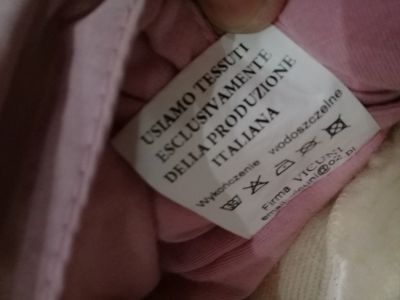 USIAMO TESSUTI
ESCLUSIVAMENTE
DELLA PRODUZIONE
ITALIANA
Wykończenie wodoszczelne
Firma VICUNI